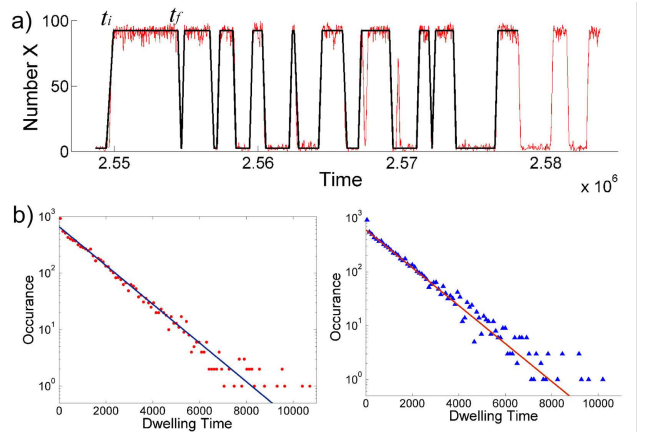 a)
t_i t_f
100
50
0
Number X
2.55 2.56 2.57 2.58
Time
x 10^6
b)
10^3
10^2
10^1
10^0
Occurance
0 2000 4000 6000 8000 10000
Dwelling Time
10^3
10^2
10^1
10^0
Occurance
0 2000 4000 6000 8000 10000
Dwelling Time